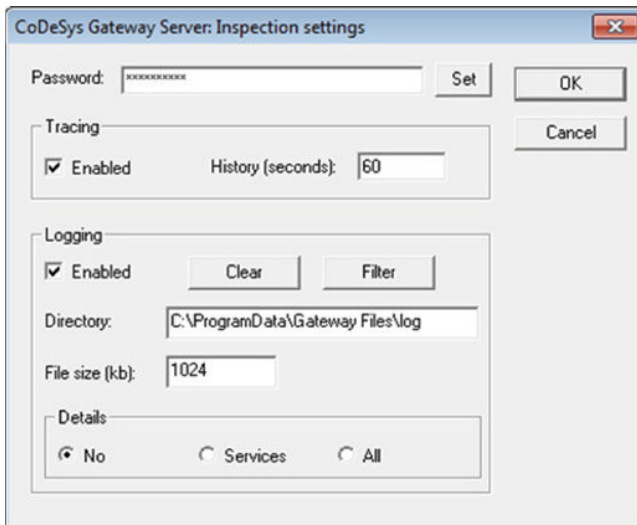 CoDeSys Gateway Server: Inspection settings
Password: ********** Set OK
Tracing Cancel
Enabled History (seconds): 60
Logging
Enabled Clear Filter
Directory: C:\ProgramData\Gateway Files\log
File size (kb): 1024
Details
No Services All